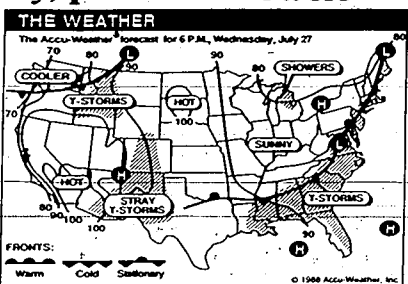 THE WEATHER
The Accu-Weather® forecast for 6 P.M., Wednesday, July 27
70
80
90
L
90
80
SHOWERS
L
80
COOLER
T-STORMS
HOT
100
H
70
SUNNY
L
HOT
H
STRAY
T-STORMS
T-STORMS
80
90
100
100
90
H
H
FRONTS:
Warm
Cold
Stationary
© 1988 Accu-Weather, Inc.